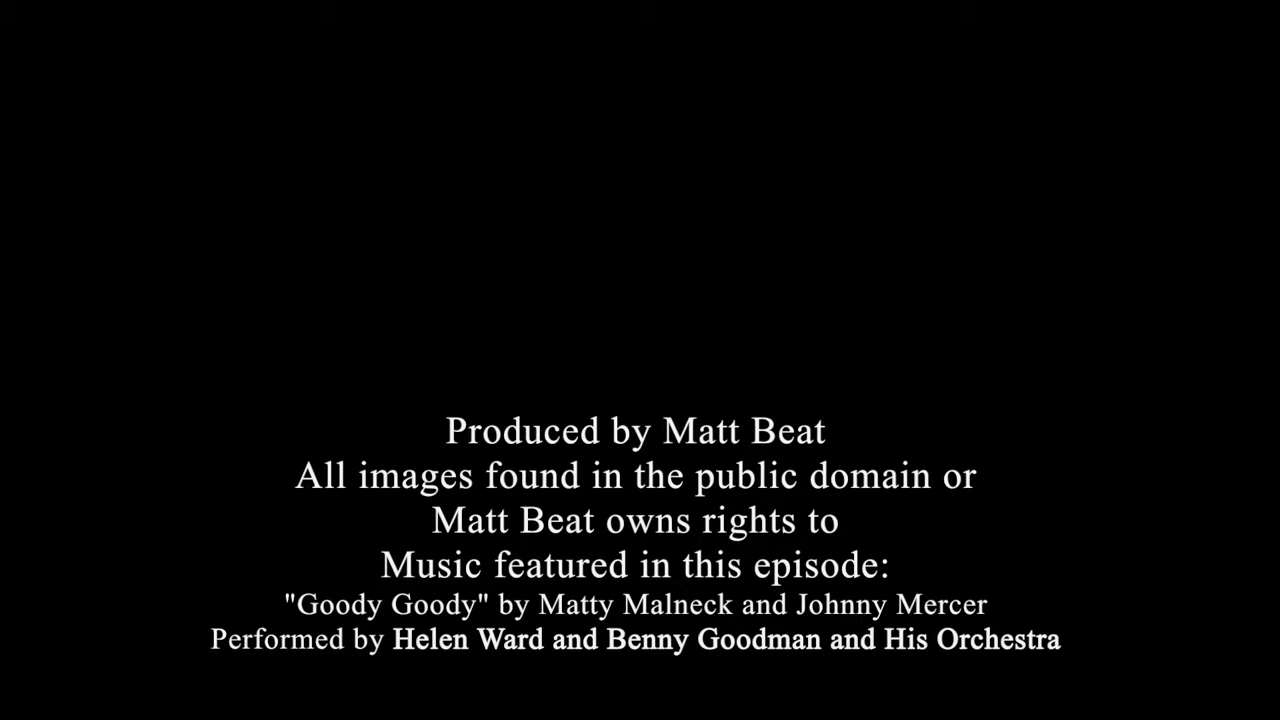 Produced by Matt Beat
All images found in the public domain or
Matt Beat owns rights to
Music featured in this episode:
"Goody Goody" by Matty Malneck and Johnny Mercer
Performed by Helen Ward and Benny Goodman and His Orchestra